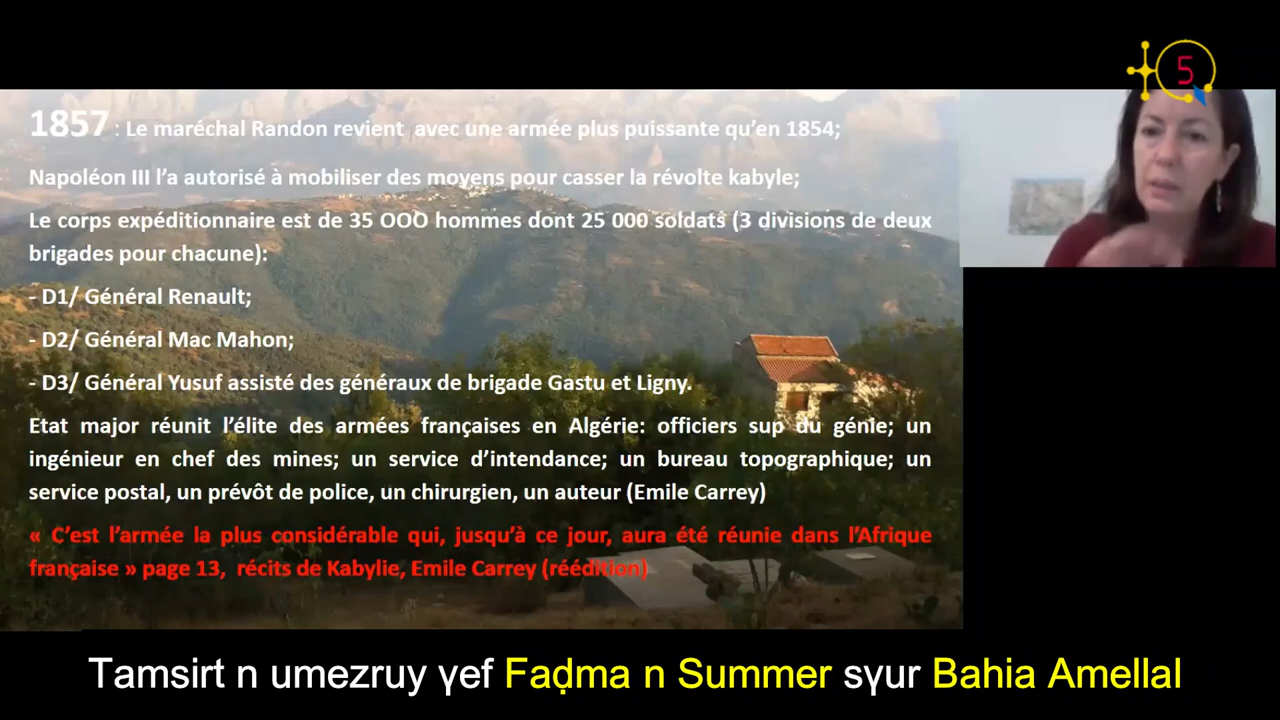 5
1857 : Le maréchal Randon revient avec une armée plus puissante qu’en 1854;
Napoléon III l’a autorisé à mobiliser des moyens pour casser la révolte kabyle;
Le corps expéditionnaire est de 35 OOO hommes dont 25 000 soldats (3 divisions de deux
brigades pour chacune):
- D1/ Général Renault;
- D2/ Général Mac Mahon;
- D3/ Général Yusuf assisté des généraux de brigade Gastu et Ligny.
Etat major réunit l’élite des armées françaises en Algérie: officiers sup du génie; un
ingénieur en chef des mines; un service d’intendance; un bureau topographique; un
service postal, un prévôt de police, un chirurgien, un auteur (Emile Carrey)
« C’est l’armée la plus considérable qui, jusqu’à ce jour, aura été réunie dans l’Afrique
française » page 13, récits de Kabylie, Emile Carrey (réédition)
Tamsirt n umezruy γef Faḍma n Summer sγur Bahia Amellal